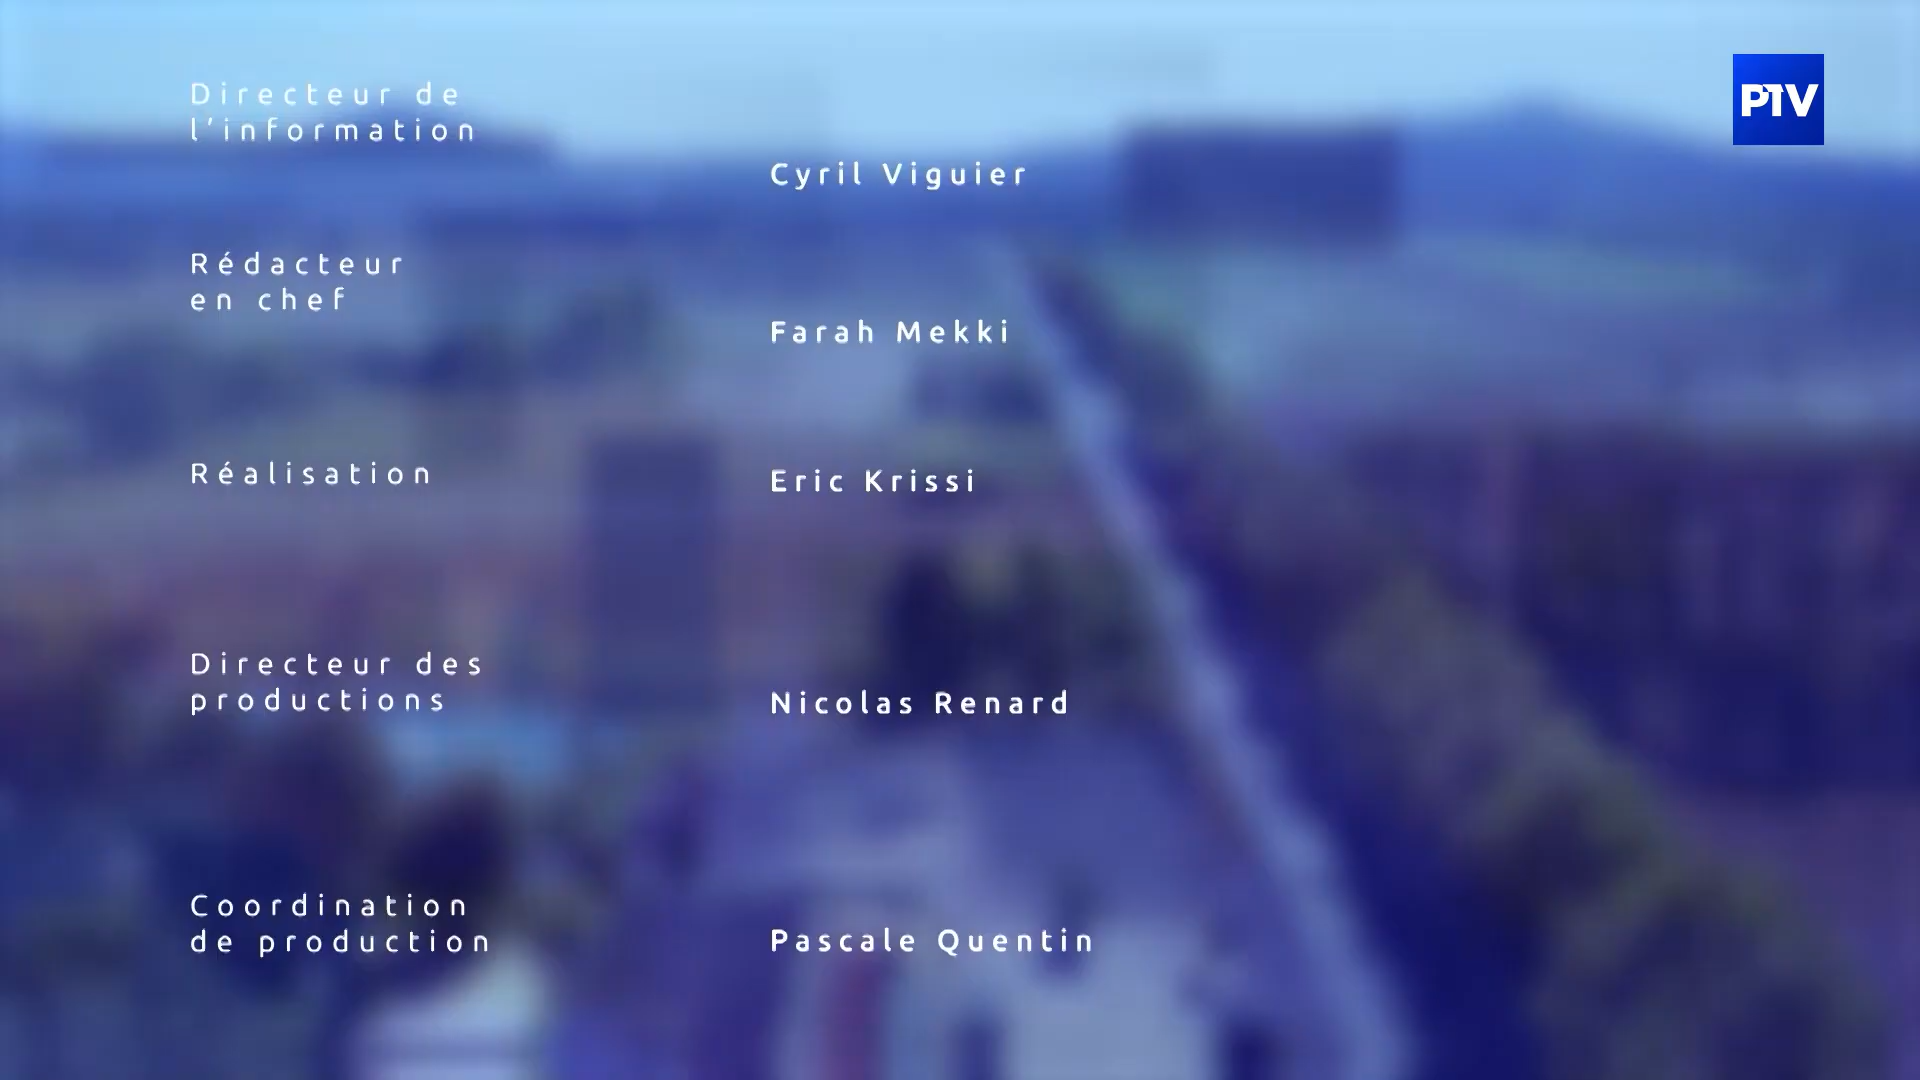 PTV
Directeur de
l'information
Cyril Viguier
Rédacteur
en chef
Farah Mekki
Réalisation
Eric Krissi
Directeur des
productions
Nicolas Renard
Coordination
de production
Pascale Quentin